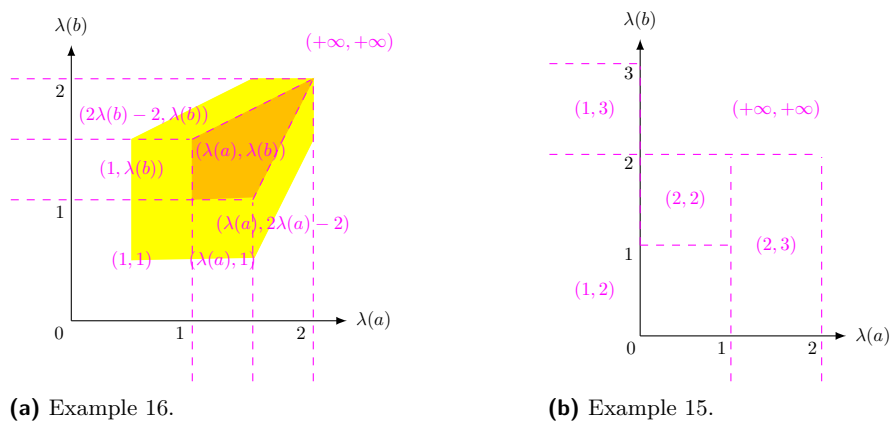 λ(b)
(+∞, +∞)
2
(2λ(b) − 2, λ(b))
(λ(a), λ(b))
(1, λ(b))
1
(λ(a), 2λ(a) − 2)
(1, 1)
(λ(a), 1)
0
1
2
λ(a)
(a) Example 16.
λ(b)
3
(1, 3)
(+∞, +∞)
2
(2, 2)
(2, 3)
1
(1, 2)
0
1
2
λ(a)
(b) Example 15.